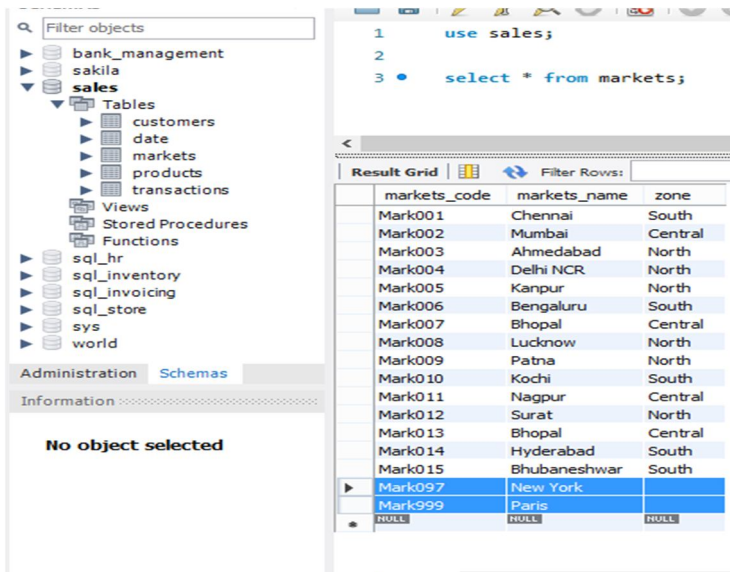 Filter objects
bank_management
sakila
sales
Tables
customers
date
markets
products
transactions
Views
Stored Procedures
Functions
sql_hr
sql_inventory
sql_invoicing
sql_store
sys
world
Administration Schemas
Information
No object selected
1 use sales;
2
3 select * from markets;
Result Grid Filter Rows:
markets_code markets_name zone
Mark001 Chennai South
Mark002 Mumbai Central
Mark003 Ahmedabad North
Mark004 Delhi NCR North
Mark005 Kanpur North
Mark006 Bengaluru South
Mark007 Bhopal Central
Mark008 Lucknow North
Mark009 Patna North
Mark010 Kochi South
Mark011 Nagpur Central
Mark012 Surat North
Mark013 Bhopal Central
Mark014 Hyderabad South
Mark015 Bhubaneshwar South
Mark097 New York
Mark999 Paris
NULL NULL NULL